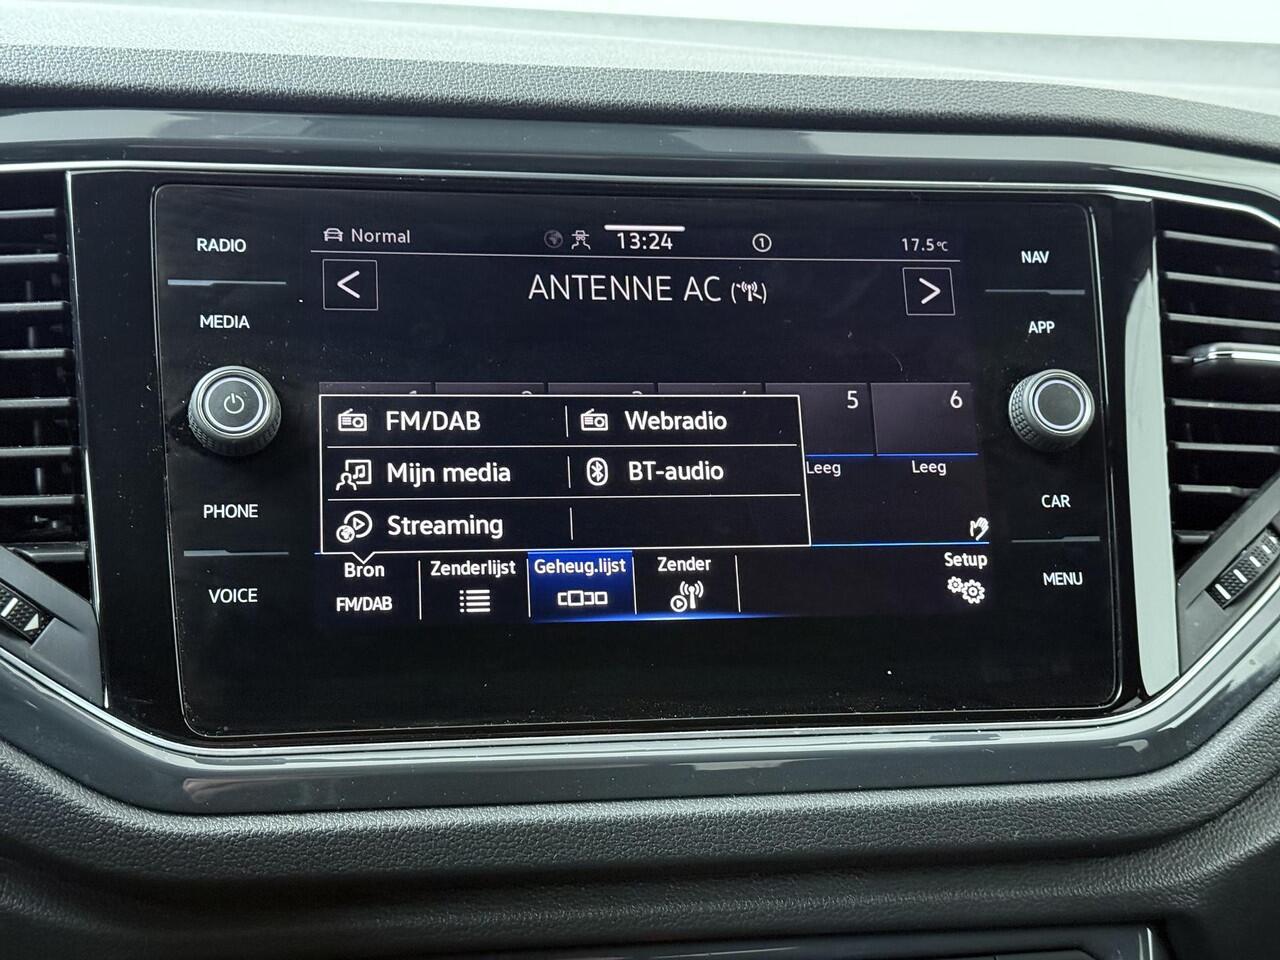 RADIO
MEDIA
PHONE
VOICE
Normal
13:24
1
17.5°C
< ANTENNE AC >
5
6
FM/DAB
Webradio
Mijn media
BT-audio
Streaming
Leeg
Leeg
Bron
FM/DAB
Zenderlijst
Geheug.lijst
Zender
Setup
NAV
APP
CAR
MENU